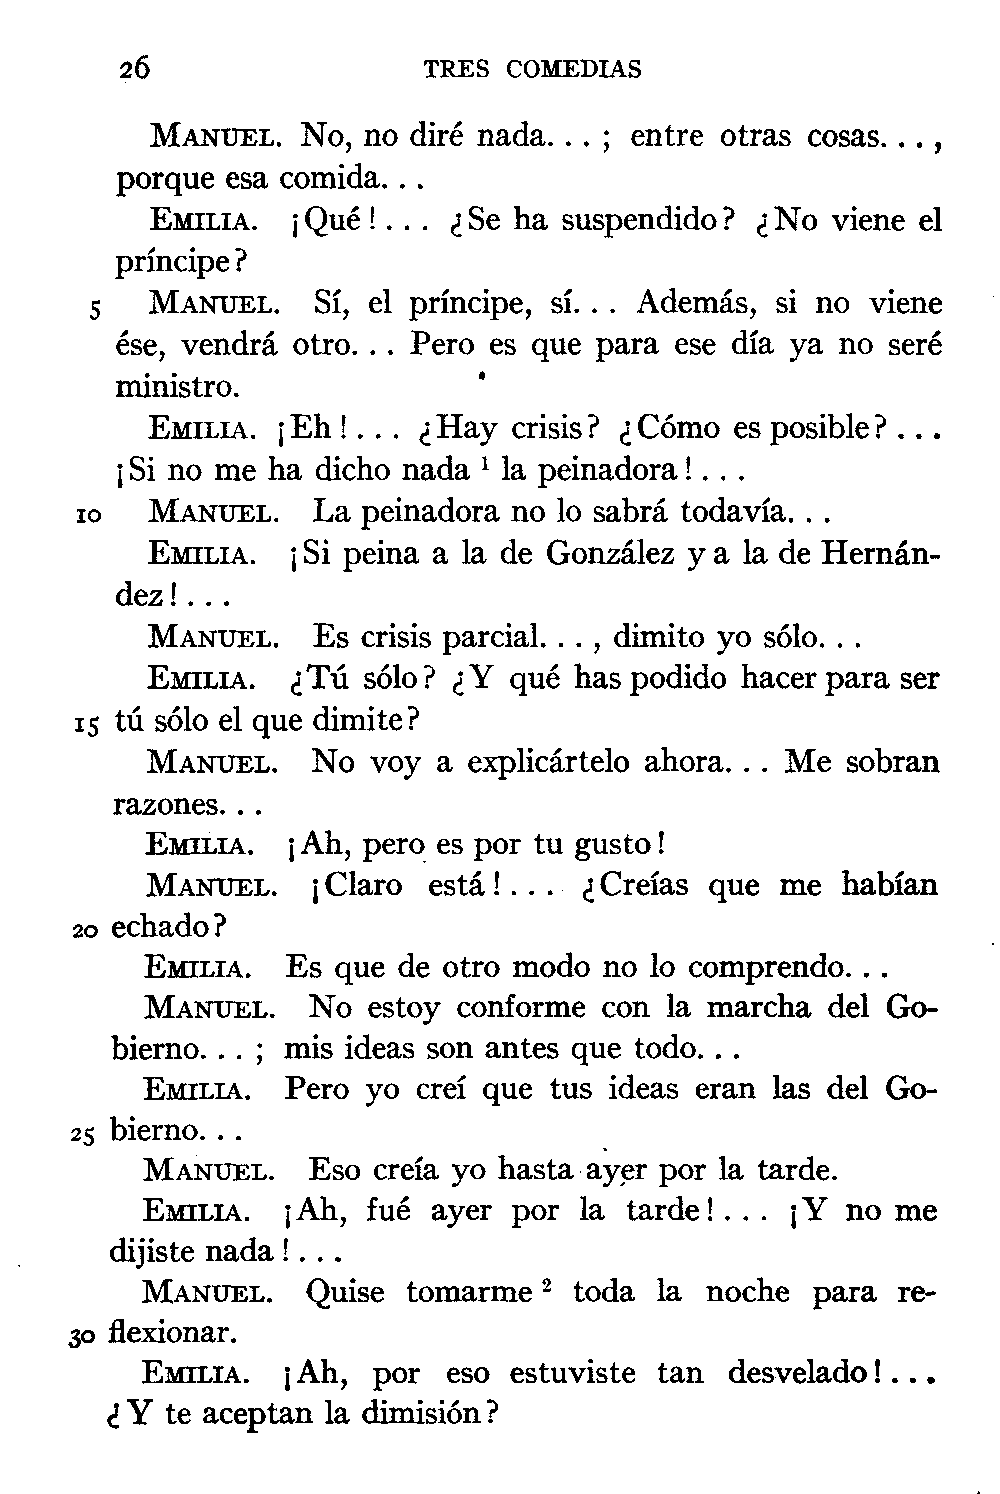 26 TRES COMEDIAS
MANUEL. No, no diré nada. . . ; entre otras cosas. . . ,
porque esa comida. . .
EMILIA. ¡Qué!. . . ¿Se ha suspendido? ¿No viene el
príncipe?
5 MANUEL. Sí, el príncipe, sí. . . Además, si no viene
ése, vendrá otro. . . Pero es que para ese día ya no seré
ministro.
EMILIA. ¡Eh!. . . ¿Hay crisis? ¿Cómo es posible?. . .
¡Si no me ha dicho nada ¹ la peinadora!. . .
10 MANUEL. La peinadora no lo sabrá todavía. . .
EMILIA. ¡Si peina a la de González y a la de Hernán-
dez!. . .
MANUEL. Es crisis parcial. . . , dimito yo sólo. . .
EMILIA. ¿Tú sólo? ¿Y qué has podido hacer para ser
15 tú sólo el que dimite?
MANUEL. No voy a explicártelo ahora. . . Me sobran
razones. . .
EMILIA. ¡Ah, pero es por tu gusto!
MANUEL. ¡Claro está!. . . ¿Creías que me habían
20 echado?
EMILIA. Es que de otro modo no lo comprendo. . .
MANUEL. No estoy conforme con la marcha del Go-
bierno. . . ; mis ideas son antes que todo. . .
EMILIA. Pero yo creí que tus ideas eran las del Go-
25 bierno. . .
MANUEL. Eso creía yo hasta ayer por la tarde.
EMILIA. ¡Ah, fué ayer por la tarde!. . . ¡Y no me
dijiste nada!. . .
MANUEL. Quise tomarme ² toda la noche para re-
30 flexionar.
EMILIA. ¡Ah, por eso estuviste tan desvelado!. . .
¿Y te aceptan la dimisión?